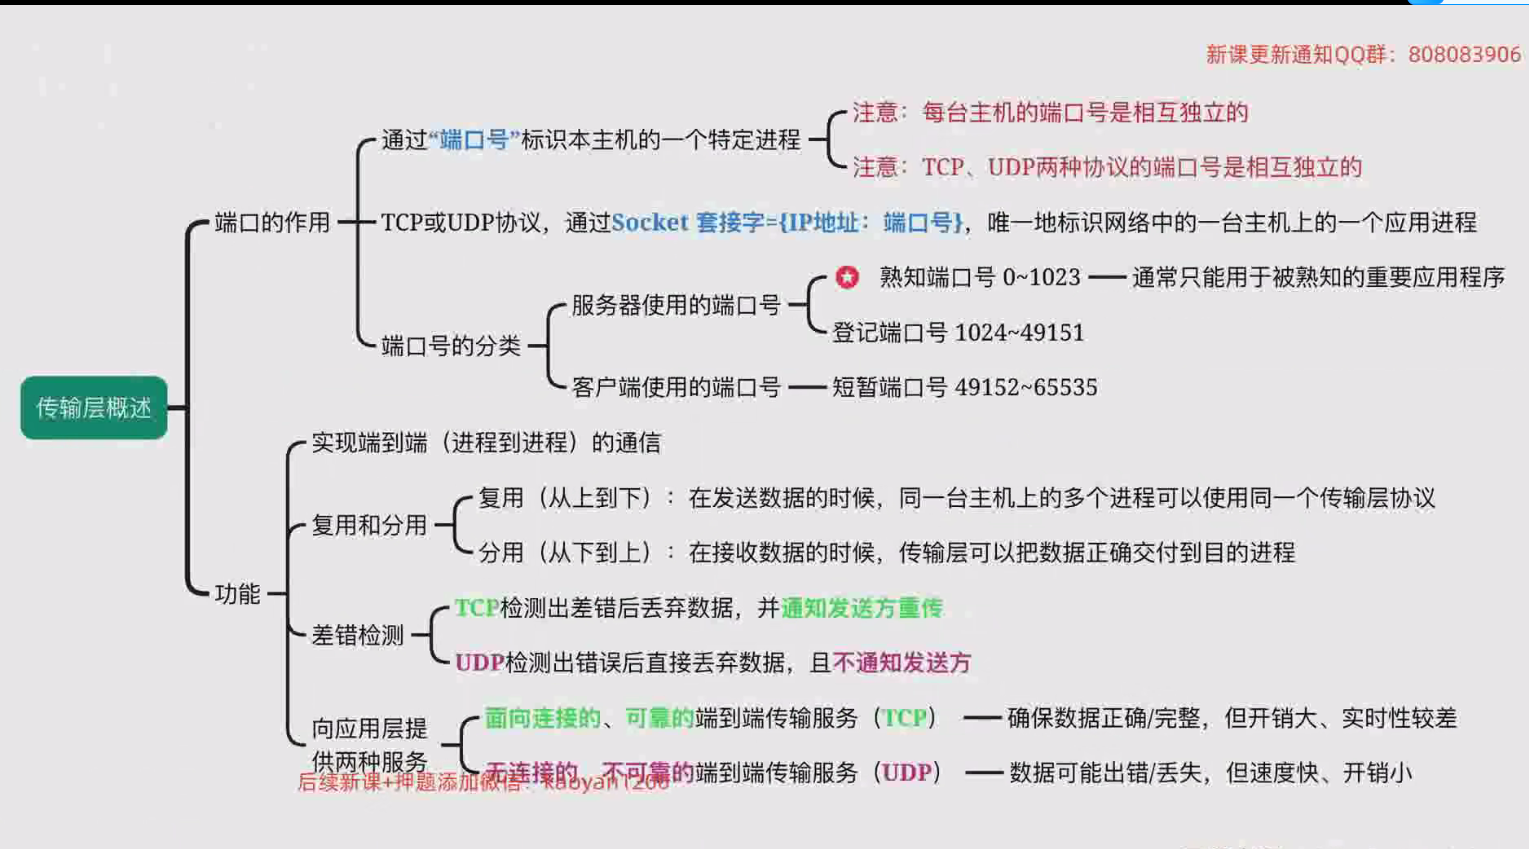 新课更新通知QQ群：808083906
传输层概述
端口的作用
通过“端口号”标识本主机的一个特定进程
注意：每台主机的端口号是相互独立的
注意：TCP、UDP两种协议的端口号是相互独立的
TCP或UDP协议，通过Socket 套接字={IP地址：端口号}，唯一地标识网络中的一台主机上的一个应用进程
端口号的分类
服务器使用的端口号
熟知端口号 0~1023
通常只能用于被熟知的重要应用程序
登记端口号 1024~49151
客户端使用的端口号
短暂端口号 49152~65535
功能
实现端到端（进程到进程）的通信
复用和分用
复用（从上到下）：在发送数据的时候，同一台主机上的多个进程可以使用同一个传输层协议
分用（从下到上）：在接收数据的时候，传输层可以把数据正确交付到目的进程
差错检测
TCP检测出差错后丢弃数据，并通知发送方重传
UDP检测出错误后直接丢弃数据，且不通知发送方
向应用层提
供两种服务
面向连接的、可靠的端到端传输服务（TCP）
确保数据正确/完整，但开销大、实时性较差
无连接的、不可靠的端到端传输服务（UDP）
数据可能出错/丢失，但速度快、开销小
后续新课+押题添加微信：kaoyan1200